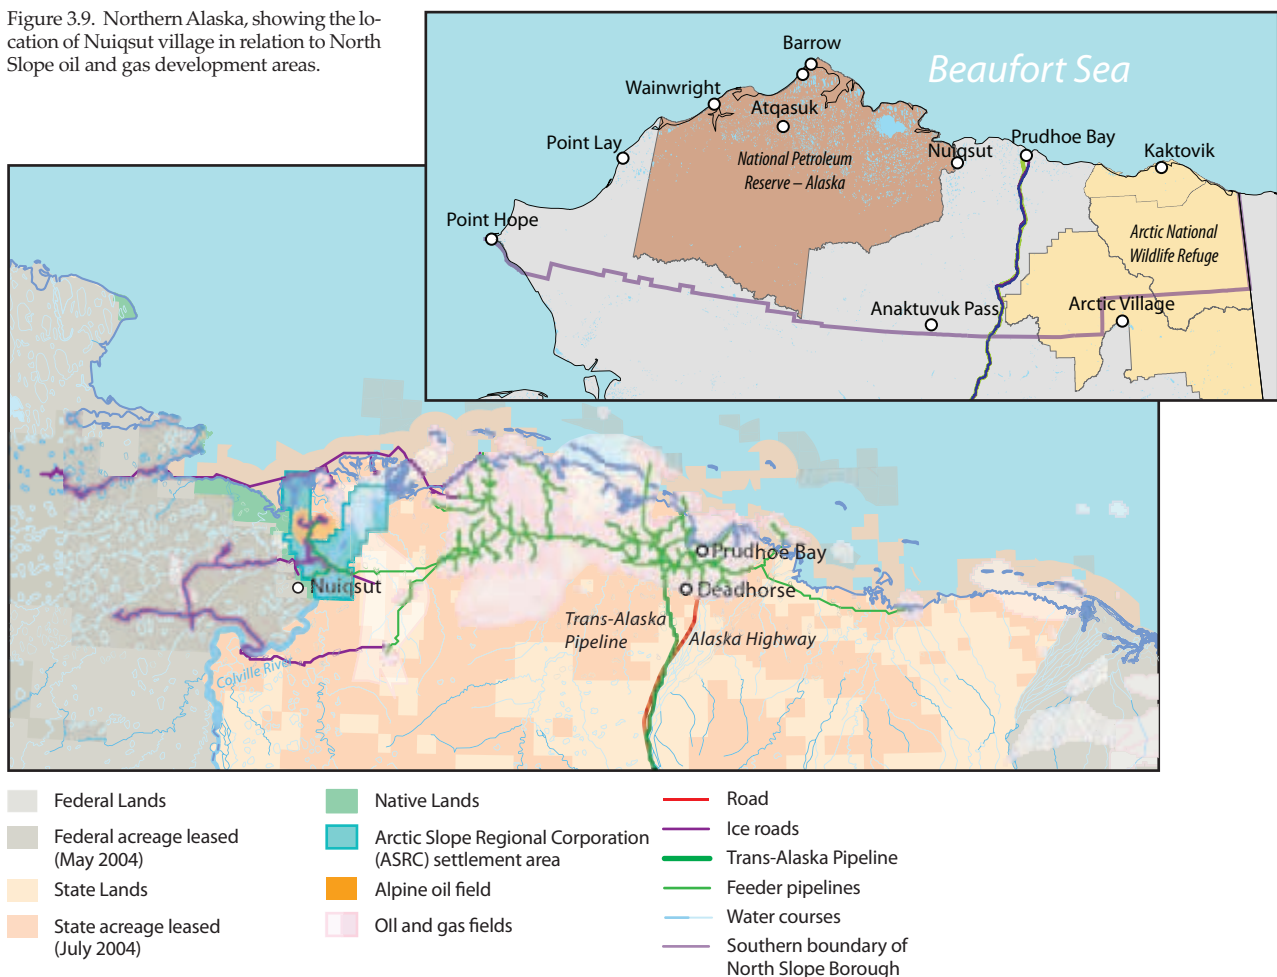 Figure 3.9. Northern Alaska, showing the lo-
cation of Nuiqsut village in relation to North
Slope oil and gas development areas.
Barrow
Beaufort Sea
Wainwright
Atqasuk
Point Lay
National Petroleum
Reserve – Alaska
Nuiqsut
Prudhoe Bay
Kaktovik
Point Hope
Arctic National
Wildlife Refuge
Anaktuvuk Pass
Arctic Village
Prudhoe Bay
Nuiqsut
Deadhorse
Trans-Alaska
Pipeline
Alaska Highway
Colville River
Federal Lands
Federal acreage leased
(May 2004)
State Lands
State acreage leased
(July 2004)
Native Lands
Arctic Slope Regional Corporation
(ASRC) settlement area
Alpine oil field
Oll and gas fields
Road
Ice roads
Trans-Alaska Pipeline
Feeder pipelines
Water courses
Southern boundary of
North Slope Borough